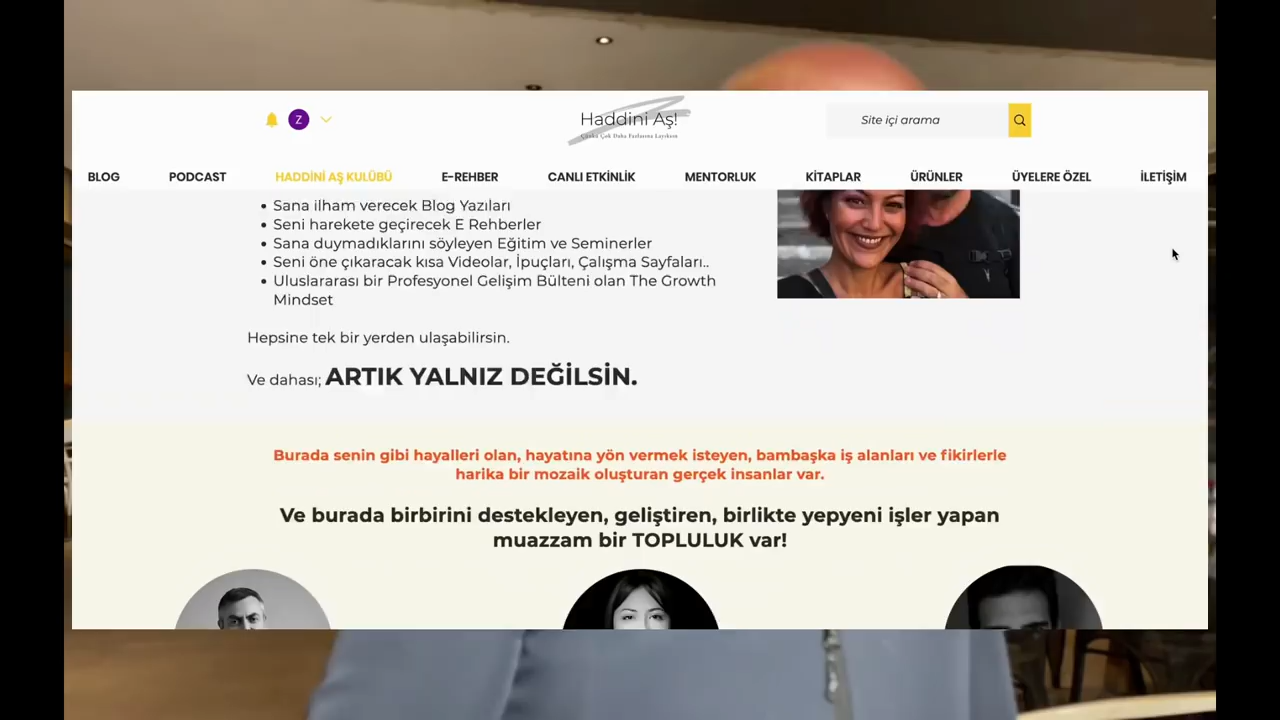 Z
Haddini Aş!
Çünkü Çok Daha Fazlasına Layıksın
Site içi arama
BLOG PODCAST HADDİNİ AŞ KULÜBÜ E-REHBER CANLI ETKİNLİK MENTORLUK KİTAPLAR ÜRÜNLER ÜYELERE ÖZEL İLETİŞİM
Sana ilham verecek Blog Yazıları
Seni harekete geçirecek E Rehberler
Sana duymadıklarını söyleyen Eğitim ve Seminerler
Seni öne çıkaracak kısa Videolar, İpuçları, Çalışma Sayfaları..
Uluslararası bir Profesyonel Gelişim Bülteni olan The Growth
Mindset
Hepsine tek bir yerden ulaşabilirsin.
Ve dahası; ARTIK YALNIZ DEĞİLSİN.
Burada senin gibi hayalleri olan, hayatına yön vermek isteyen, bambaşka iş alanları ve fikirlerle
harika bir mozaik oluşturan gerçek insanlar var.
Ve burada birbirini destekleyen, geliştiren, birlikte yepyeni işler yapan
muazzam bir TOPLULUK var!